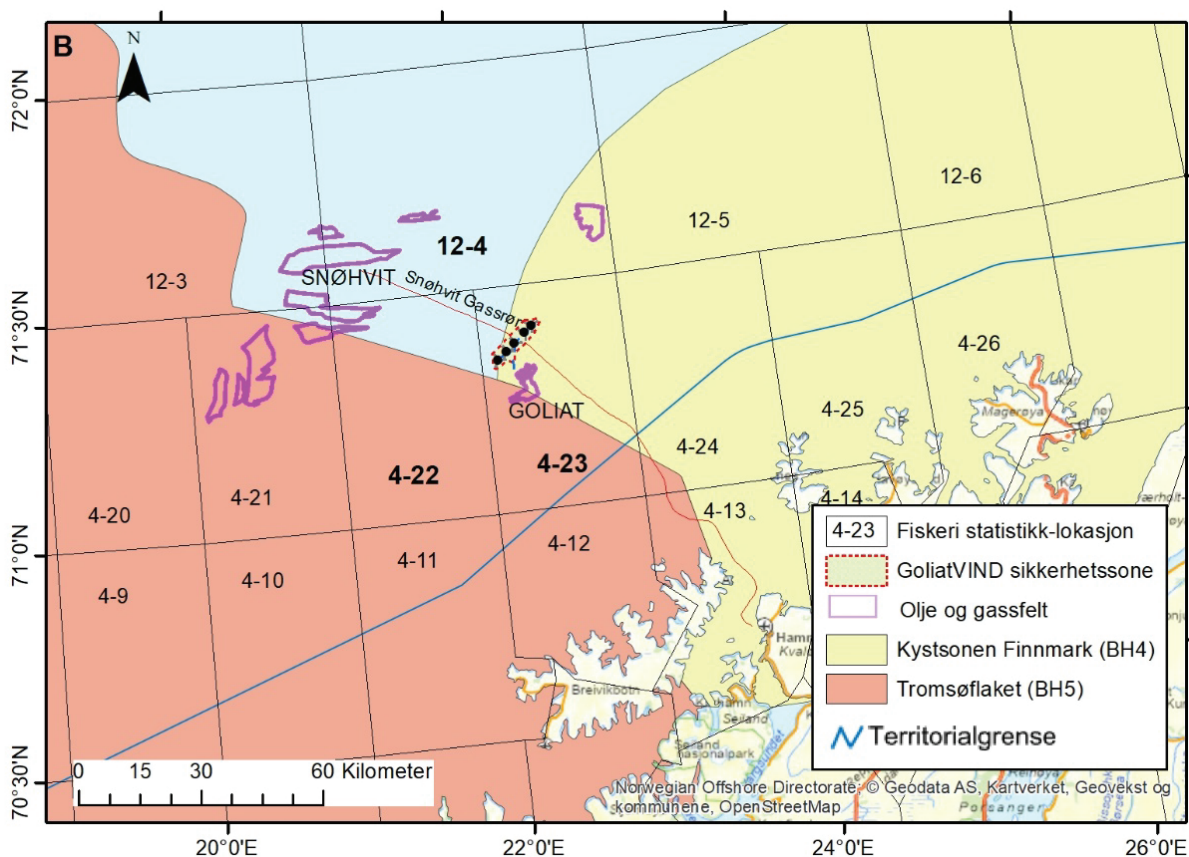 B
N
72°0'N
71°30'N
71°0'N
70°30'N
12-6
12-5
12-4
12-3
SNØHVIT
Snøhvit Gassrør
4-26
GOLIAT
4-25
4-24
4-23
4-22
4-21
4-20
4-14
4-13
4-12
4-11
4-10
4-9
Magerøya
Breivikbotn
Seiland
nasjonalpark
Porsanger
4-23 Fiskeri statistikk-lokasjon
GoliatVIND sikkerhetssone
Olje og gassfelt
Kystsonen Finnmark (BH4)
Tromsøflaket (BH5)
Territorialgrense
0 15 30 60 Kilometer
Norwegian Offshore Directorate, © Geodata AS, Kartverket, Geovekst og
kommunene, OpenStreetMap
20°0'E 22°0'E 24°0'E 26°0'E